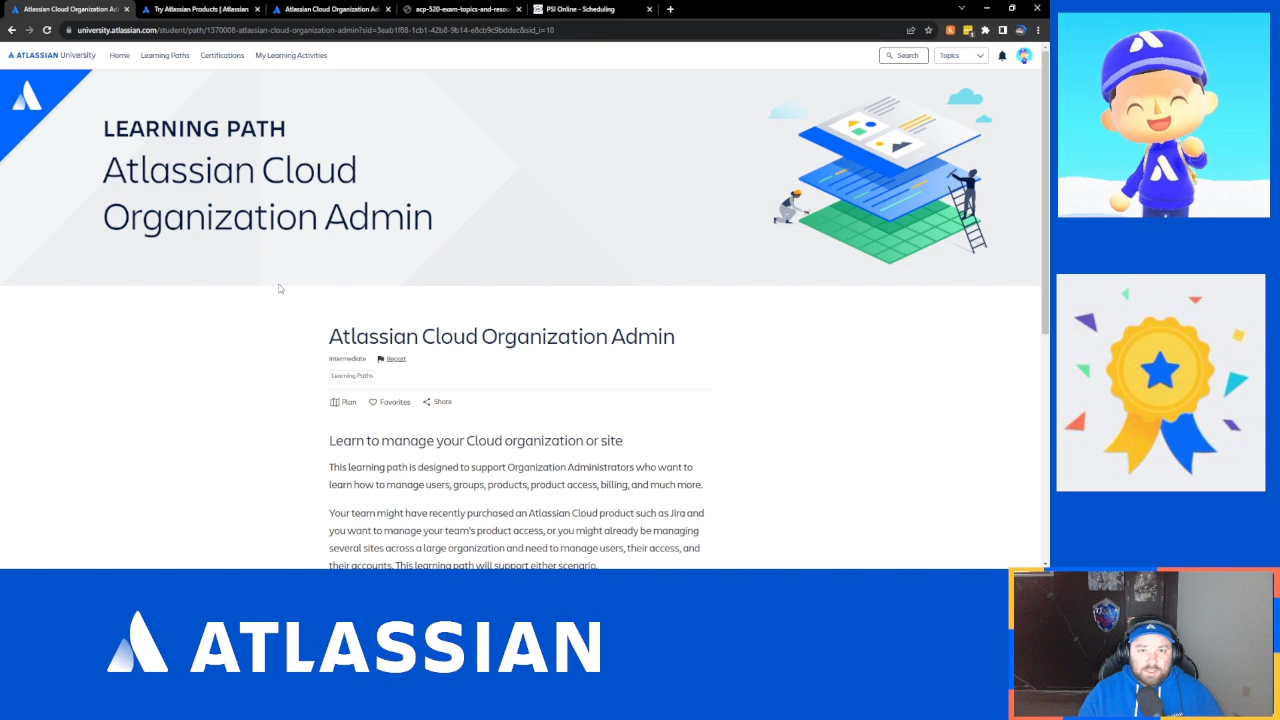 Atlassian Cloud Organization Ad
Try Atlassian Products | Atlassian
Atlassian Cloud Organization Ad
acp-520-exam-topics-and-resou
PSI Online - Scheduling
university.atlassian.com/student/path/1370008-atlassian-cloud-organization-admin?sid=3eab1f88-1cb1-42b8-9b14-e8cb9c9bddec&sid_i=10
ATLASSIAN University
Home
Learning Paths
Certifications
My Learning Activities
Search
Topics
LEARNING PATH
Atlassian Cloud
Organization Admin
Atlassian Cloud Organization Admin
Intermediate
Report
Learning Paths
Plan
Favorites
Share
Learn to manage your Cloud organization or site
This learning path is designed to support Organization Administrators who want to
learn how to manage users, groups, products, product access, billing, and much more.
Your team might have recently purchased an Atlassian Cloud product such as Jira and
you want to manage your team's product access, or you might already be managing
several sites across a large organization and need to manage users, their access, and
their accounts. This learning path will support either scenario.
ATLASSIAN